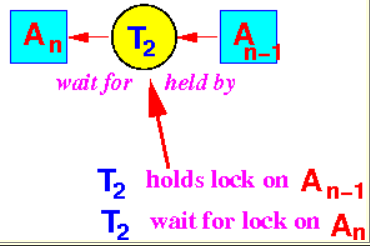 An T2 An-1
wait for held by
T2 holds lock on An-1
T2 wait for lock on An